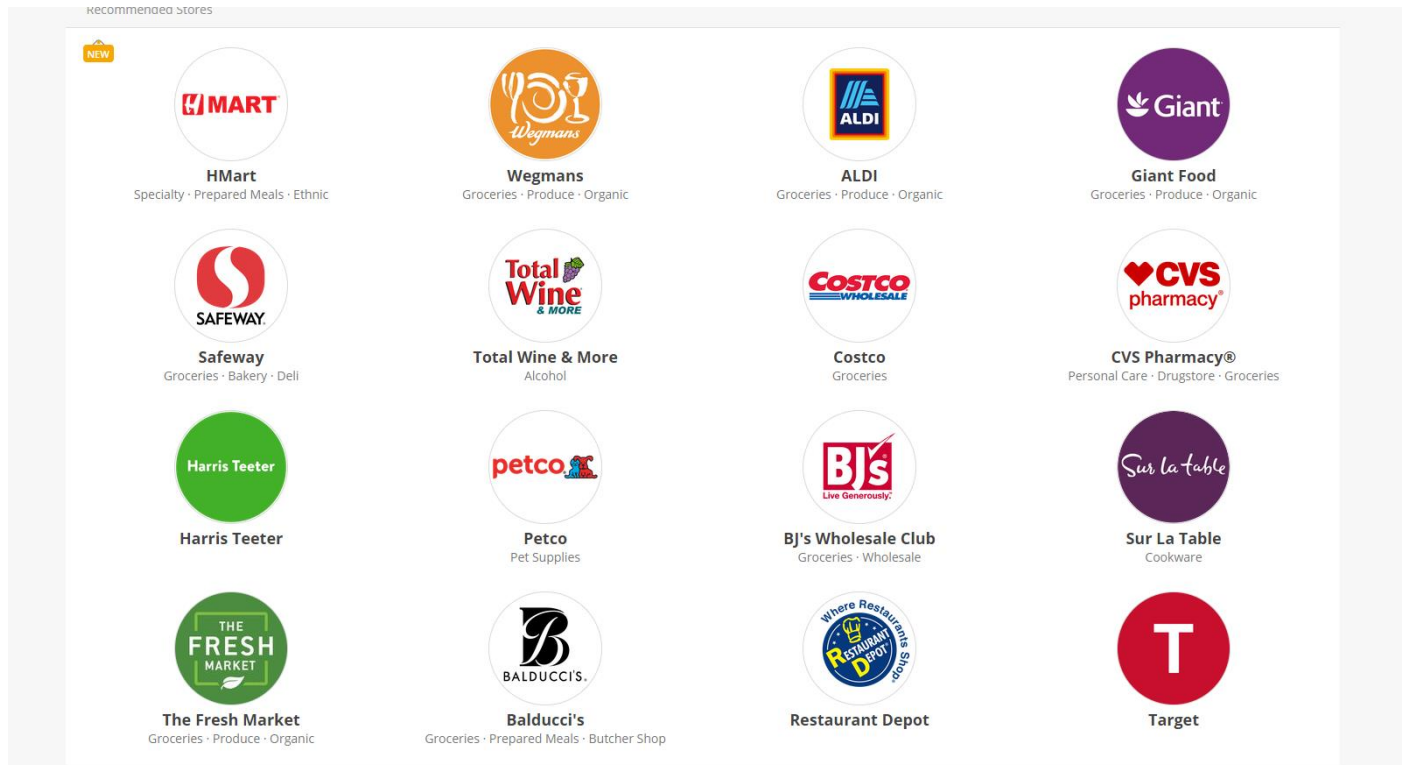 Recommended Stores
NEW
H MART
Wegmans
ALDI
Giant
HMart
Wegmans
ALDI
Giant Food
Specialty · Prepared Meals · Ethnic
Groceries · Produce · Organic
Groceries · Produce · Organic
Groceries · Produce · Organic
SAFEWAY.
Total
Wine
& MORE
COSTCO
WHOLESALE
CVS
pharmacy®
Safeway
Total Wine & More
Costco
CVS Pharmacy®
Groceries · Bakery · Deli
Alcohol
Groceries
Personal Care · Drugstore · Groceries
Harris Teeter
petco
BJ's
Live Generously.®
Sur la table
Harris Teeter
Petco
BJ's Wholesale Club
Sur La Table
Pet Supplies
Groceries · Wholesale
Cookware
THE
FRESH
MARKET
B
BALDUCCI'S.
Where Restaurants Shop.®
RESTAURANT
DEPOT
T
The Fresh Market
Balducci's
Restaurant Depot
Target
Groceries · Produce · Organic
Groceries · Prepared Meals · Butcher Shop